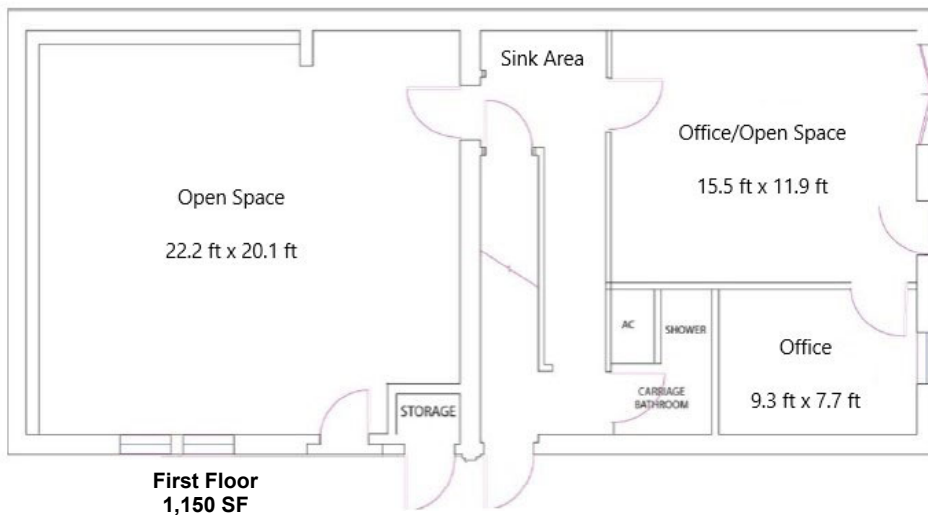 Sink Area
Office/Open Space
15.5 ft x 11.9 ft
Open Space
22.2 ft x 20.1 ft
AC
SHOWER
Office
9.3 ft x 7.7 ft
CARRIAGE
BATHROOM
STORAGE
First Floor
1,150 SF